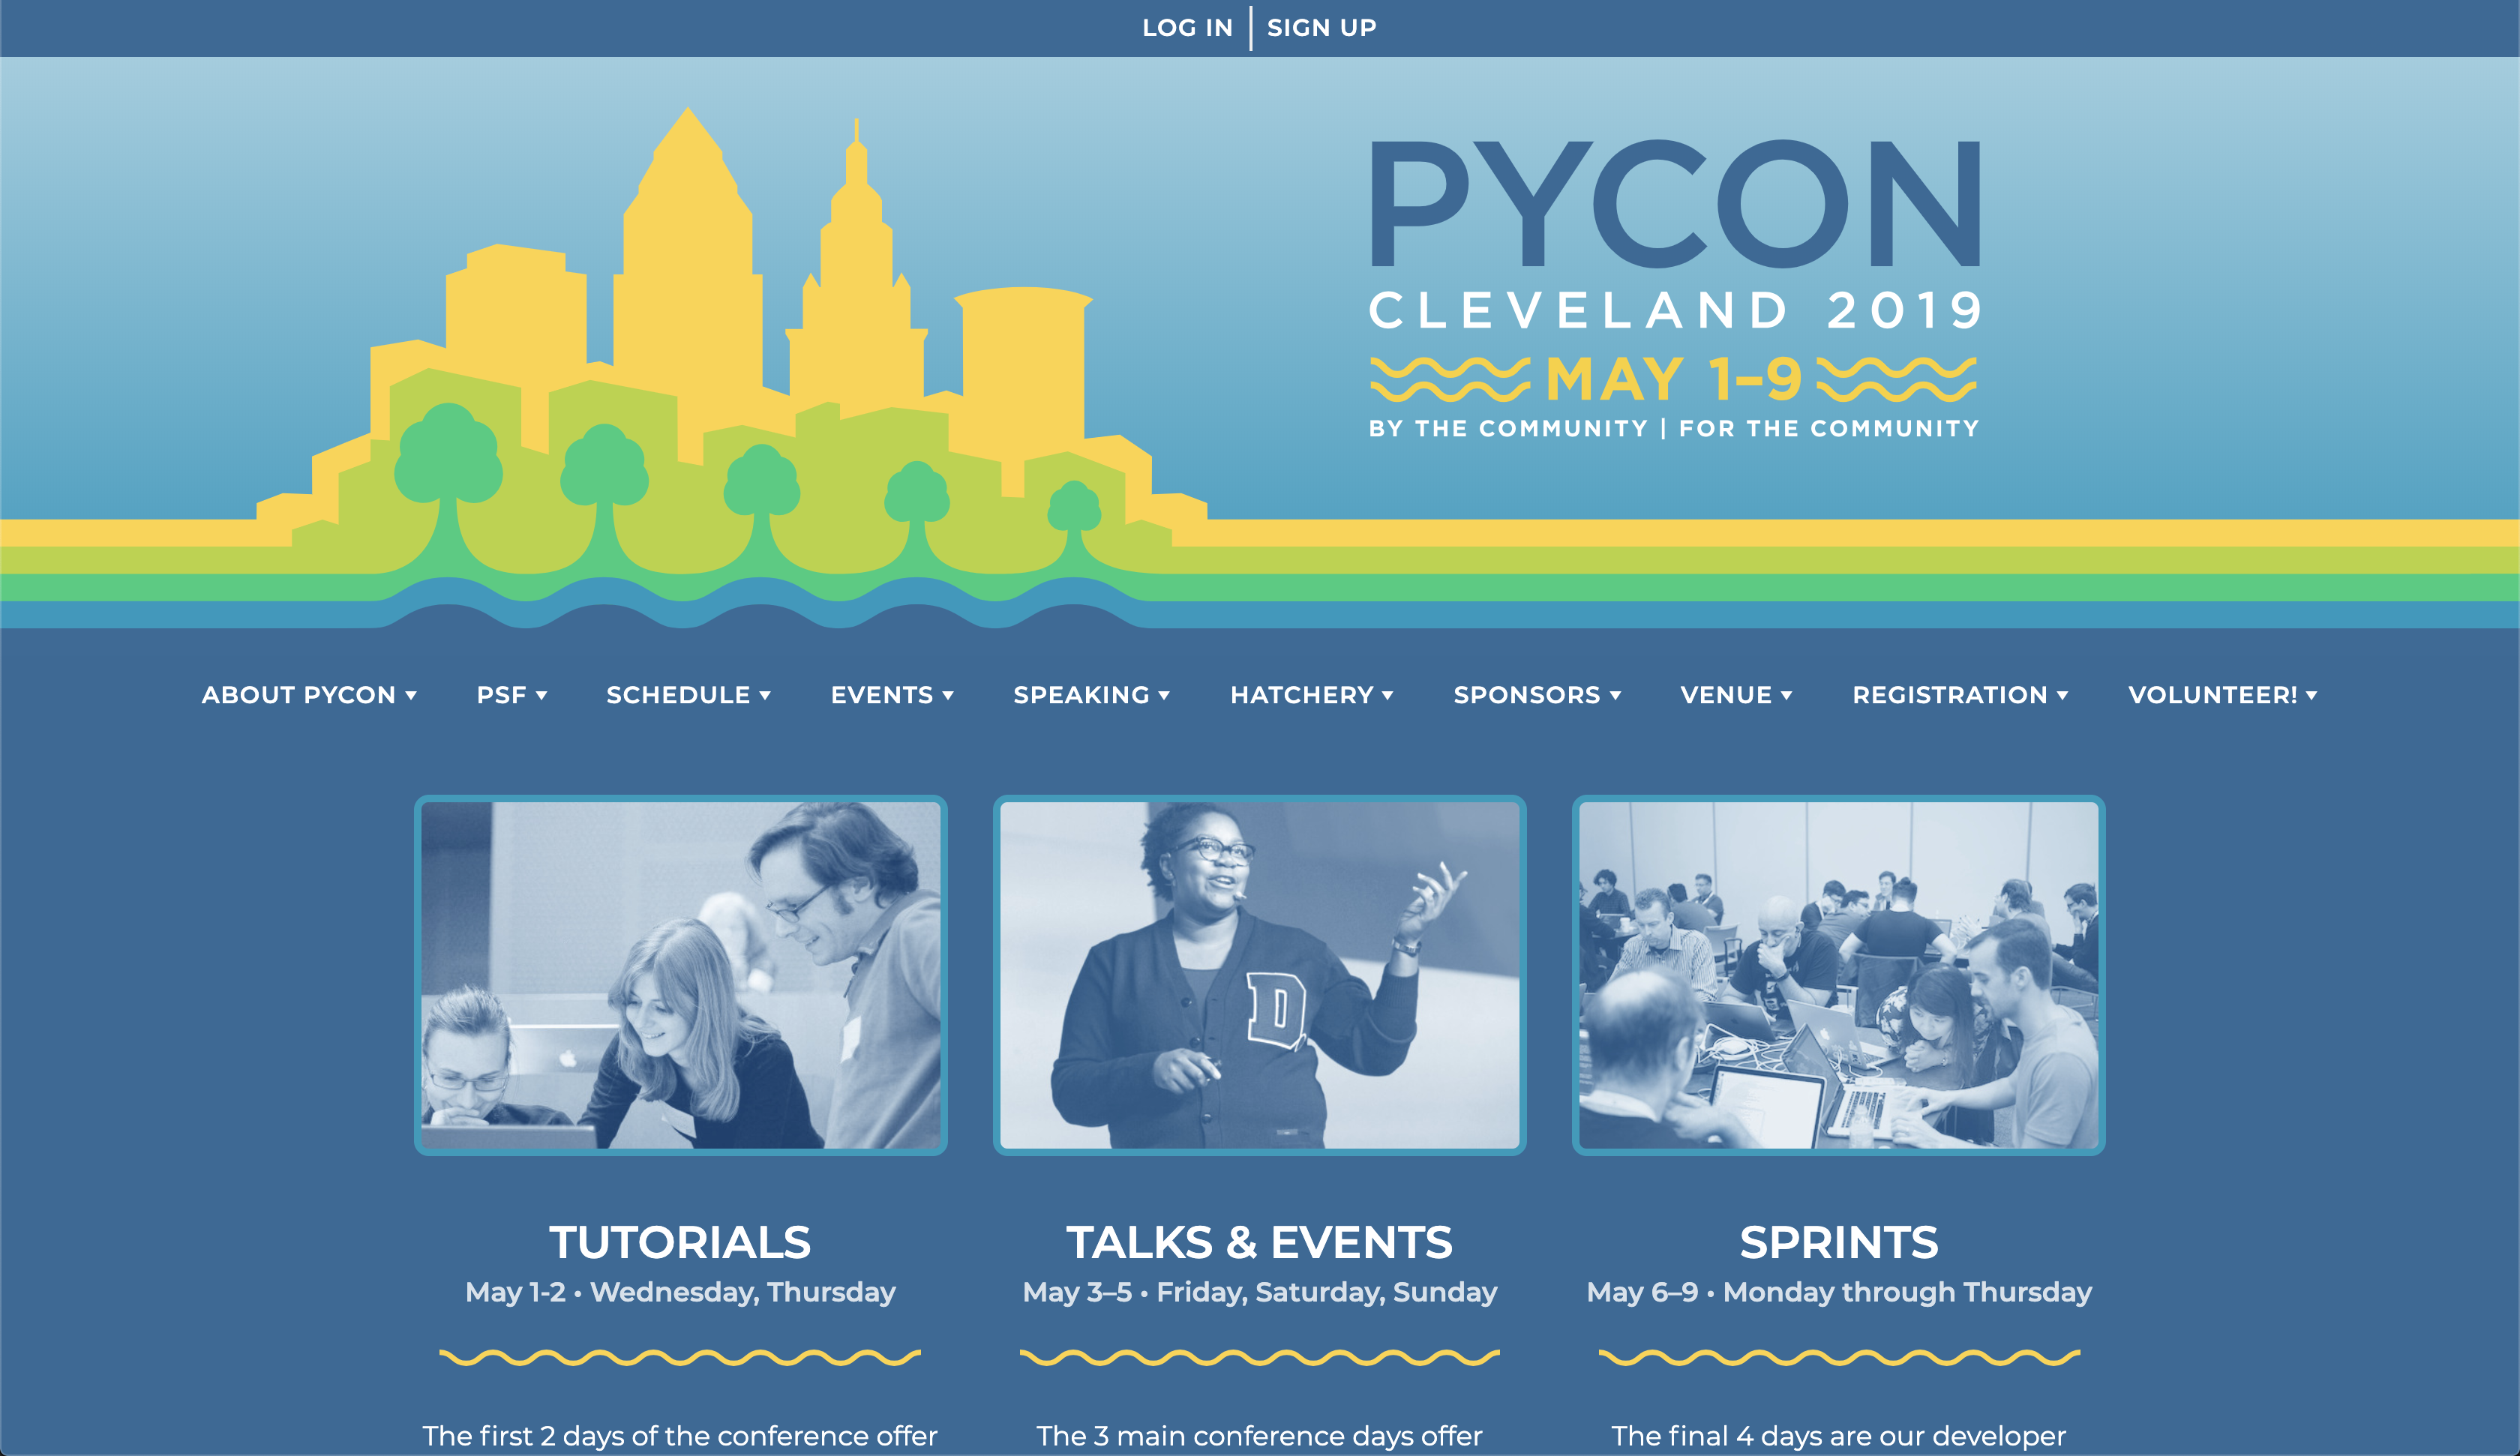 LOG IN | SIGN UP
PYCON
CLEVELAND 2019
MAY 1–9
BY THE COMMUNITY | FOR THE COMMUNITY
ABOUT PYCON ▾ PSF ▾ SCHEDULE ▾ EVENTS ▾ SPEAKING ▾ HATCHERY ▾ SPONSORS ▾ VENUE ▾ REGISTRATION ▾ VOLUNTEER! ▾
D
TUTORIALS
May 1-2 • Wednesday, Thursday
The first 2 days of the conference offer
TALKS & EVENTS
May 3–5 • Friday, Saturday, Sunday
The 3 main conference days offer
SPRINTS
May 6–9 • Monday through Thursday
The final 4 days are our developer